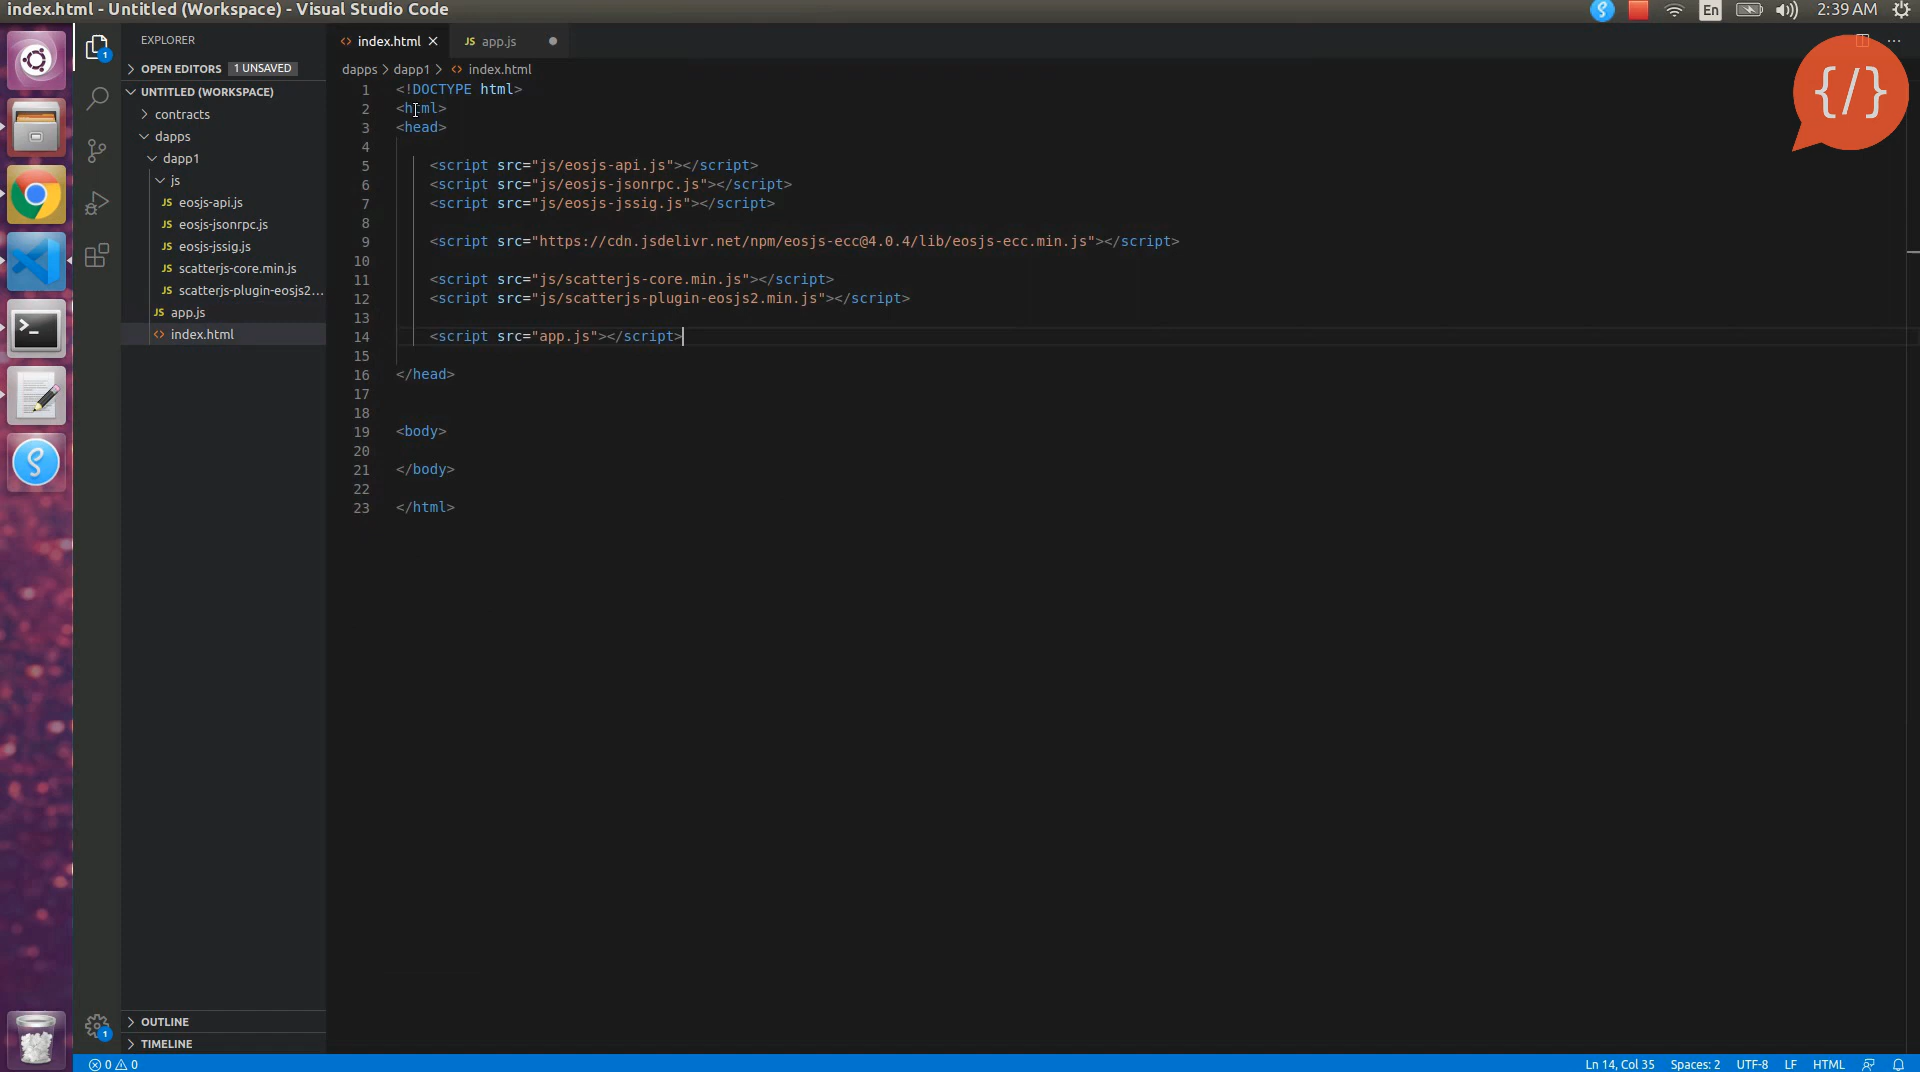 index.html - Untitled (Workspace) - Visual Studio Code
En
2:39 AM
{/}
EXPLORER
OPEN EDITORS 1 UNSAVED
UNTITLED (WORKSPACE)
contracts
dapps
dapp1
js
JS eosjs-api.js
JS eosjs-jsonrpc.js
JS eosjs-jssig.js
JS scatterjs-core.min.js
JS scatterjs-plugin-eosjs2...
JS app.js
<> index.html
OUTLINE
TIMELINE
<> index.html
JS app.js
dapps > dapp1 > <> index.html
1 <!DOCTYPE html>
2 <html>
3 <head>
4
5 <script src="js/eosjs-api.js"></script>
6 <script src="js/eosjs-jsonrpc.js"></script>
7 <script src="js/eosjs-jssig.js"></script>
8
9 <script src="https://cdn.jsdelivr.net/npm/eosjs-ecc@4.0.4/lib/eosjs-ecc.min.js"></script>
10
11 <script src="js/scatterjs-core.min.js"></script>
12 <script src="js/scatterjs-plugin-eosjs2.min.js"></script>
13
14 <script src="app.js"></script>
15
16 </head>
17
18
19 <body>
20
21 </body>
22
23 </html>
1
1
0 0
Ln 14, Col 35 Spaces: 2 UTF-8 LF HTML